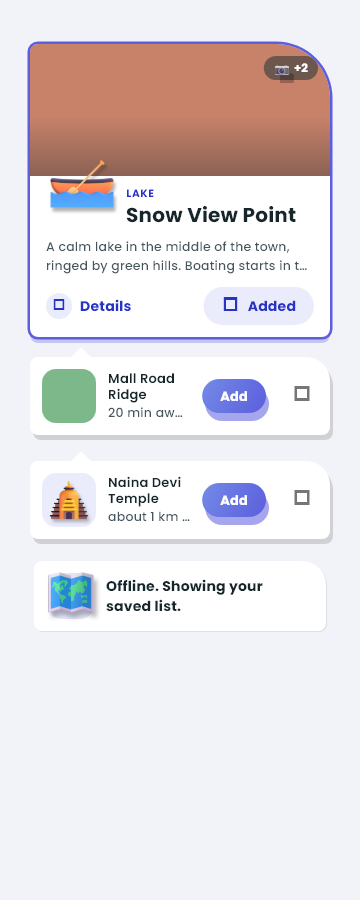 +2
LAKE
Snow View Point
A calm lake in the middle of the town,
ringed by green hills. Boating starts in t…
Details
Added
Mall Road
Ridge
20 min aw…
Add
Naina Devi
Temple
about 1 km …
Add
Offline. Showing your
saved list.